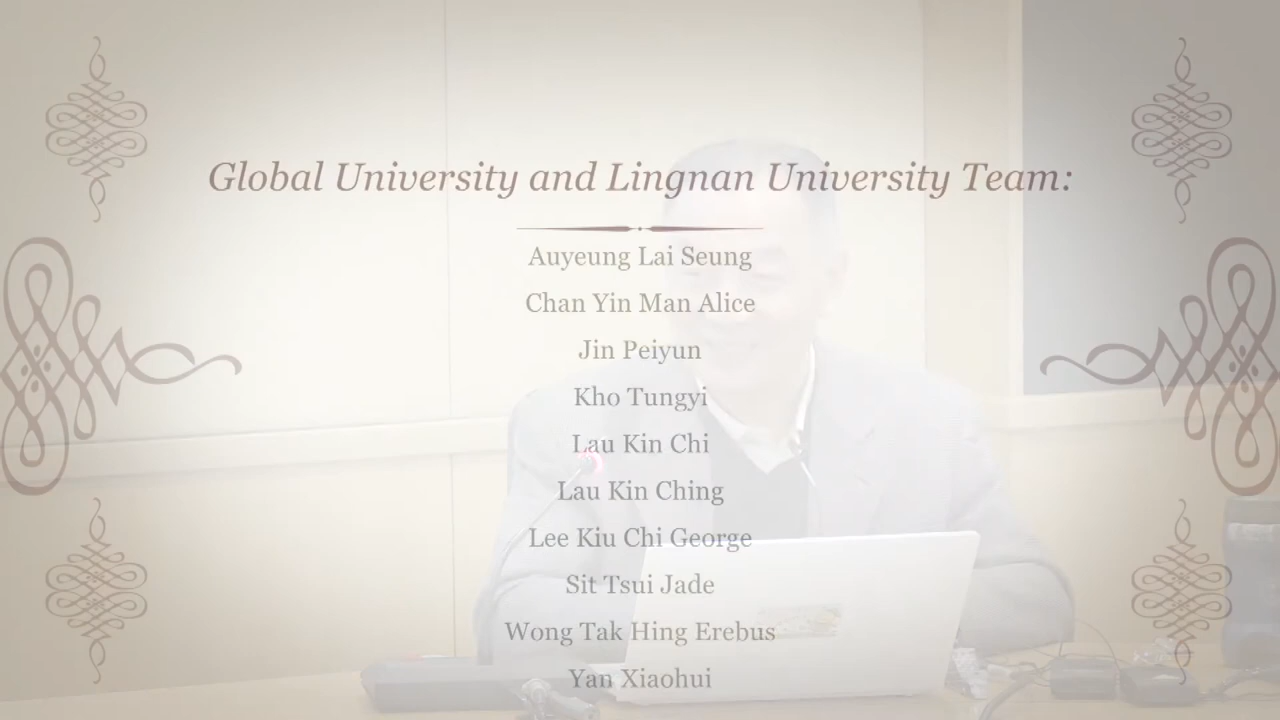 Global University and Lingnan University Team:
Auyeung Lai Seung
Chan Yin Man Alice
Jin Peiyun
Kho Tungyi
Lau Kin Chi
Lau Kin Ching
Lee Kiu Chi George
Sit Tsui Jade
Wong Tak Hing Erebus
Yan Xiaohui